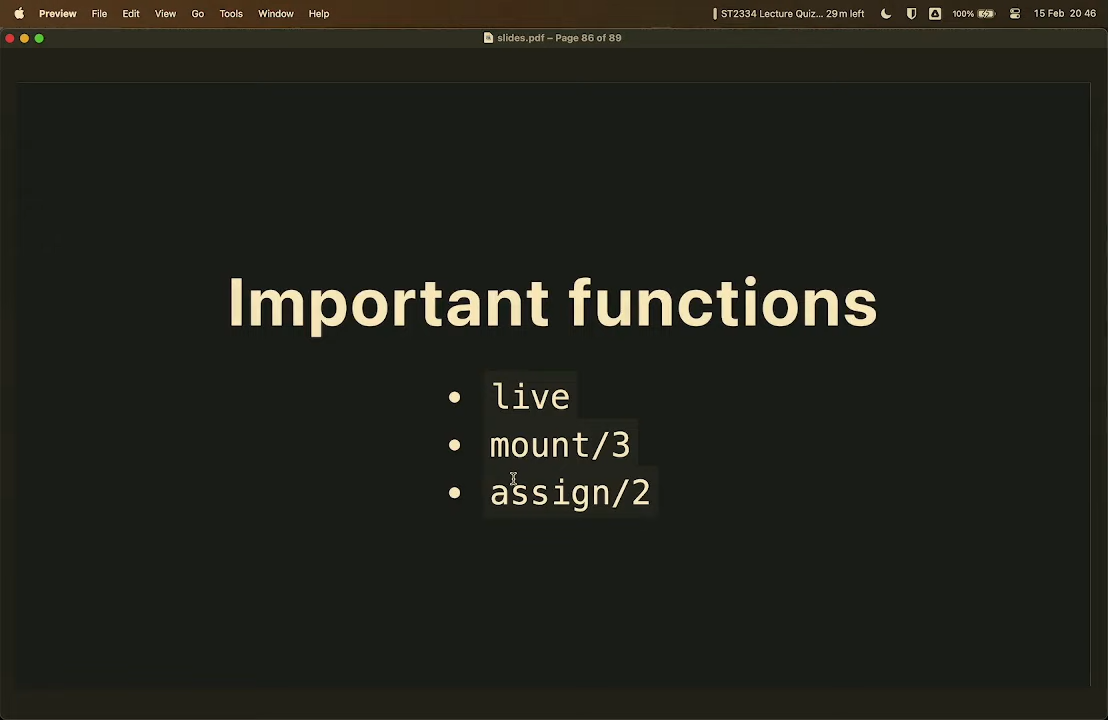 Preview File Edit View Go Tools Window Help ST2334 Lecture Quiz... 29 m left 100% 15 Feb 20 46
slides.pdf – Page 86 of 89
Important functions
• live
• mount/3
• assign/2